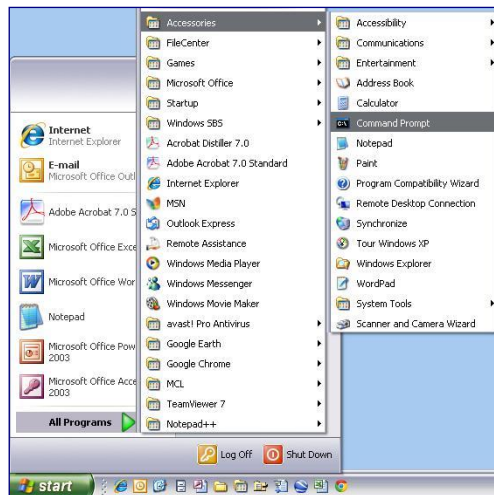 Internet
Internet Explorer
E-mail
Microsoft Office Outl
Adobe Acrobat 7.0 S
Microsoft Office Exce
Microsoft Office Wor
Notepad
Microsoft Office Pow
2003
Microsoft Office Acce
2003
All Programs
Accessories
FileCenter
Games
Microsoft Office
Startup
Windows SBS
Acrobat Distiller 7.0
Adobe Acrobat 7.0 Standard
Internet Explorer
MSN
Outlook Express
Remote Assistance
Windows Media Player
Windows Messenger
Windows Movie Maker
avast! Pro Antivirus
Google Earth
Google Chrome
MCL
TeamViewer 7
Notepad++
Accessibility
Communications
Entertainment
Address Book
Calculator
Command Prompt
Notepad
Paint
Program Compatibility Wizard
Remote Desktop Connection
Synchronize
Tour Windows XP
Windows Explorer
WordPad
System Tools
Scanner and Camera Wizard
Log Off Shut Down
start